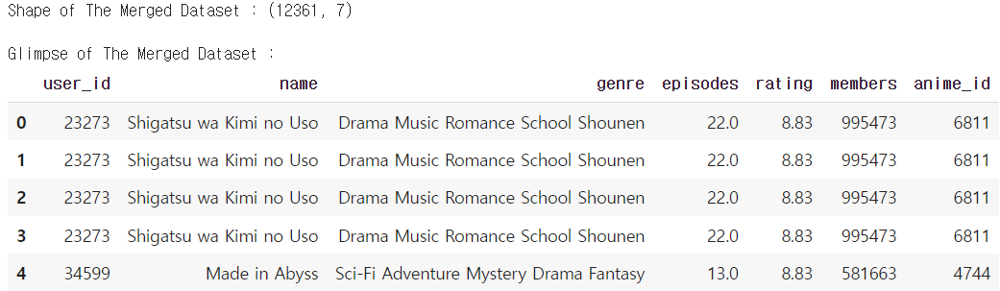 Shape of The Merged Dataset : (12361, 7)
Glimpse of The Merged Dataset :
user_id name genre episodes rating members anime_id
0 23273 Shigatsu wa Kimi no Uso Drama Music Romance School Shounen 22.0 8.83 995473 6811
1 23273 Shigatsu wa Kimi no Uso Drama Music Romance School Shounen 22.0 8.83 995473 6811
2 23273 Shigatsu wa Kimi no Uso Drama Music Romance School Shounen 22.0 8.83 995473 6811
3 23273 Shigatsu wa Kimi no Uso Drama Music Romance School Shounen 22.0 8.83 995473 6811
4 34599 Made in Abyss Sci-Fi Adventure Mystery Drama Fantasy 13.0 8.83 581663 4744